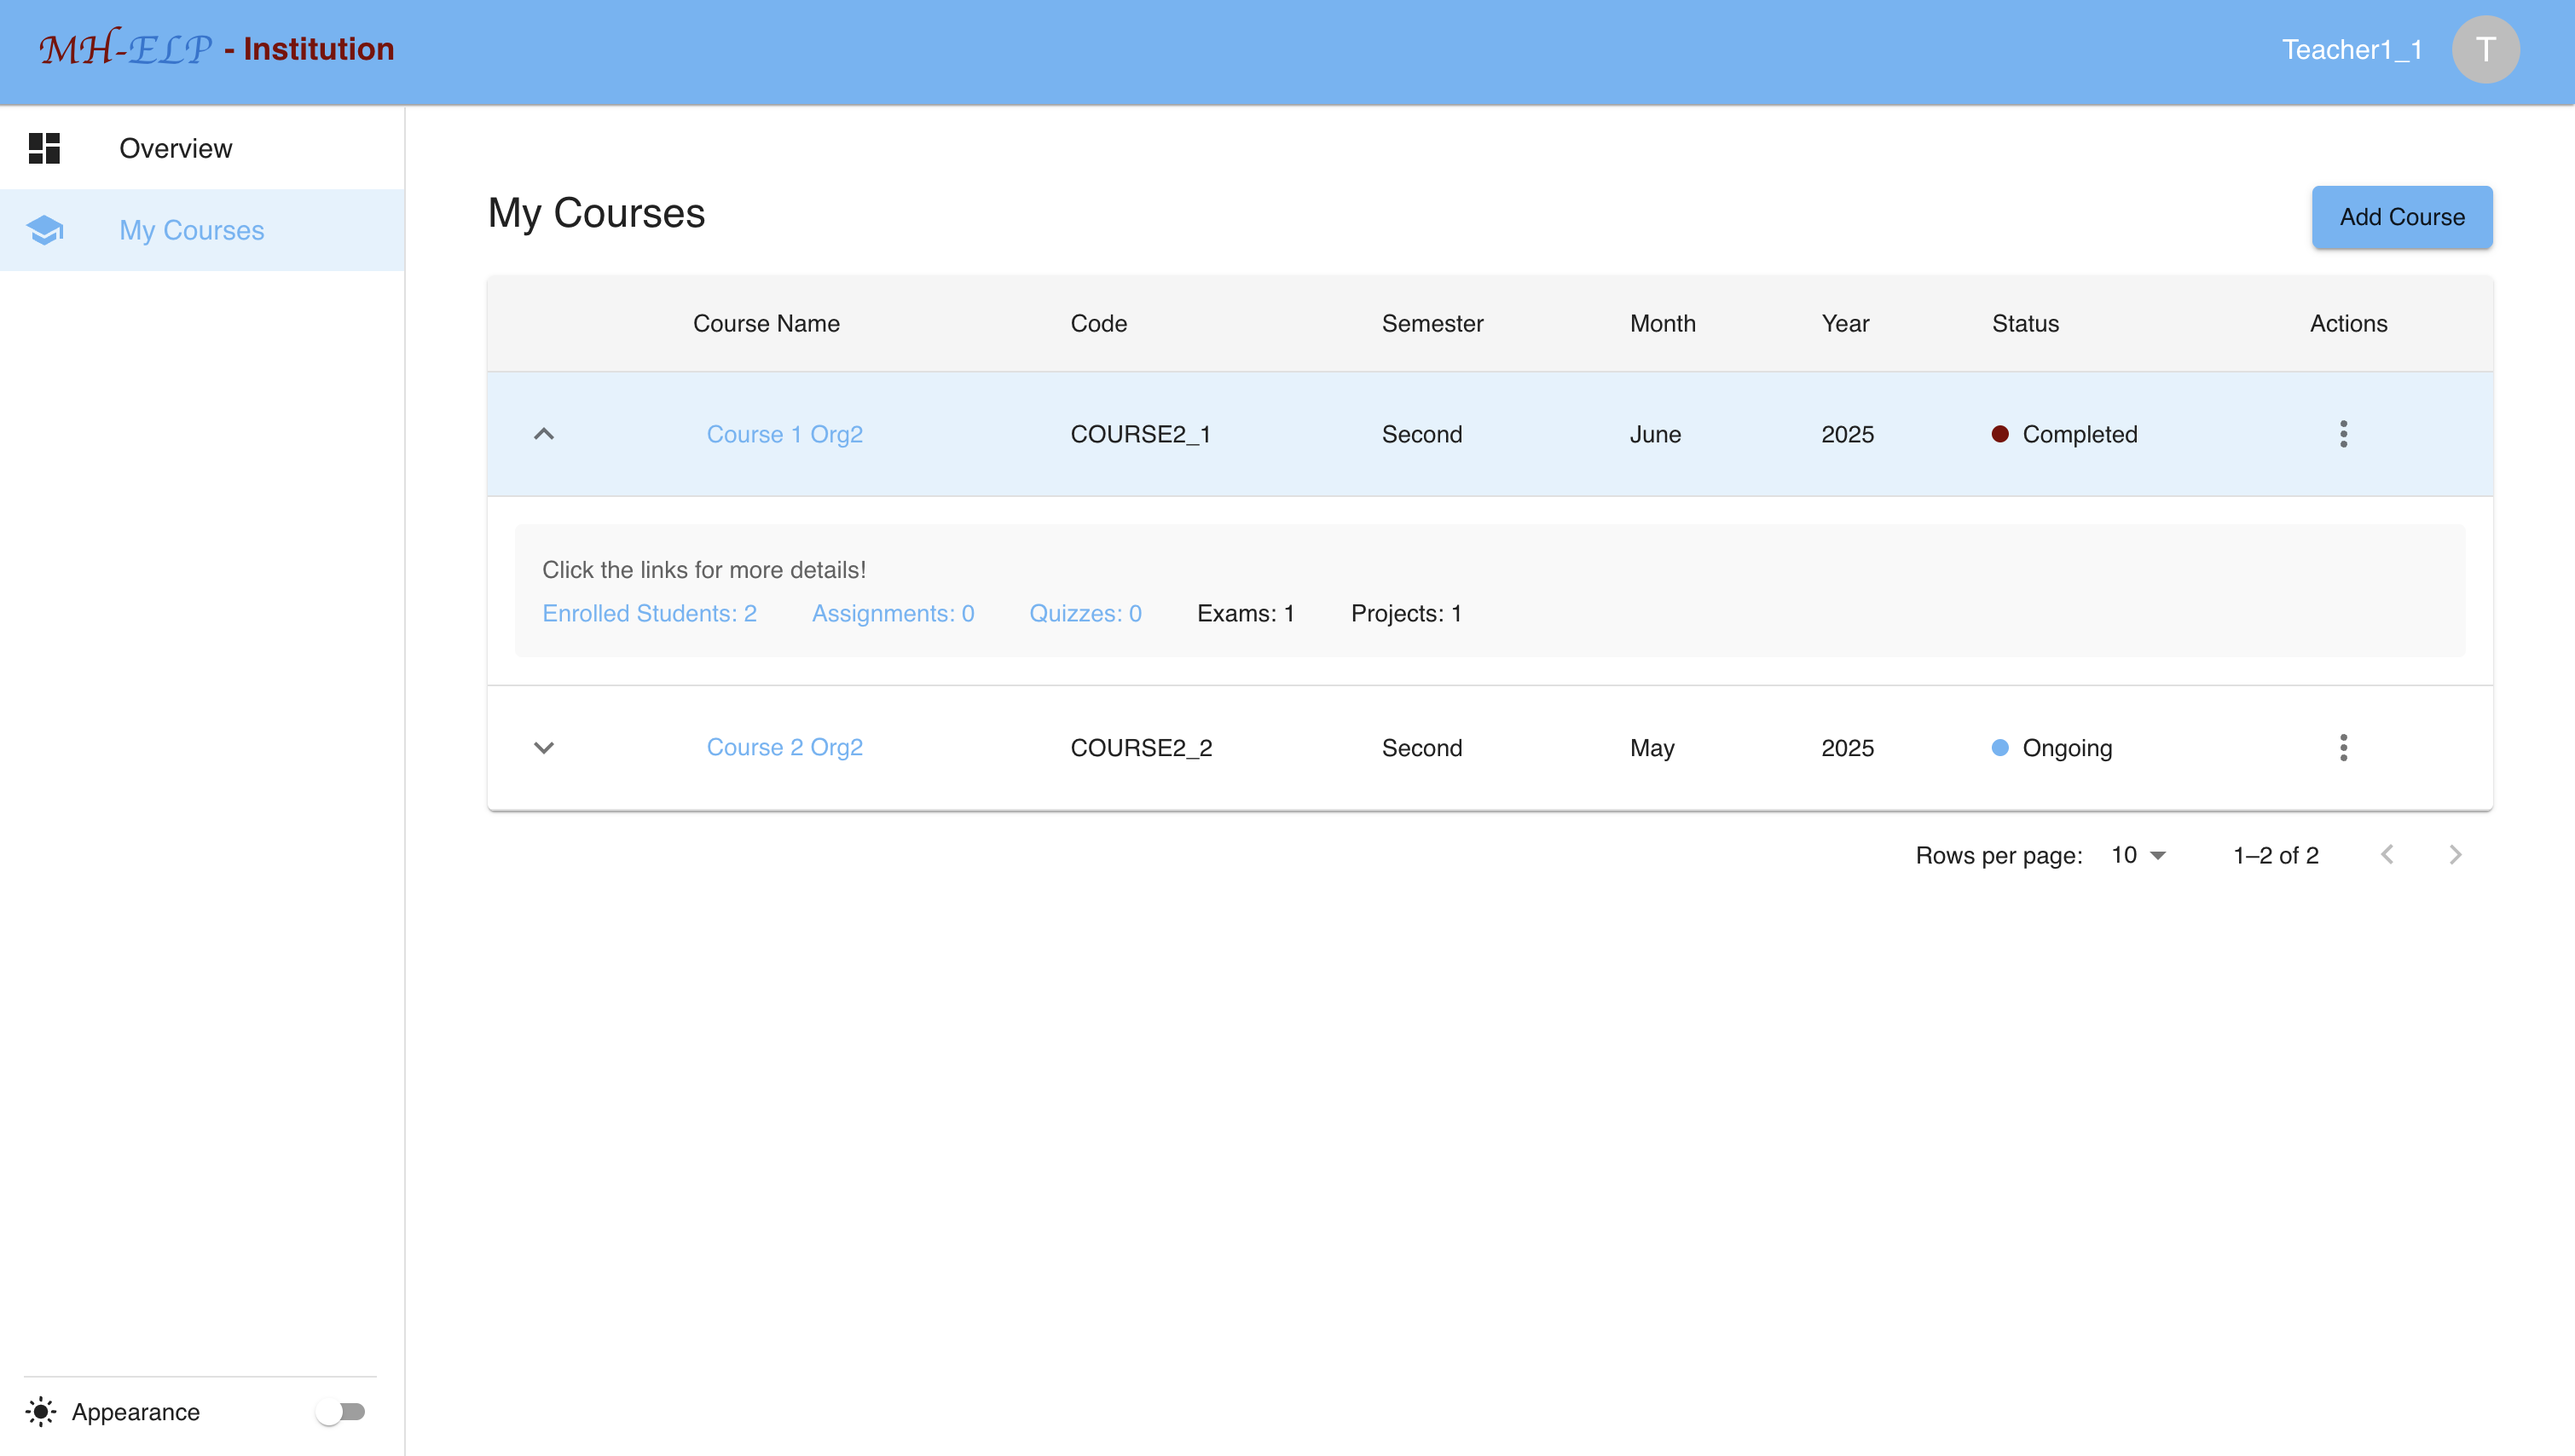 MH-ELP - Institution
Teacher1_1
T
Overview
My Courses
My Courses
Add Course
Course Name Code Semester Month Year Status Actions
Course 1 Org2 COURSE2_1 Second June 2025 Completed
Click the links for more details!
Enrolled Students: 2 Assignments: 0 Quizzes: 0 Exams: 1 Projects: 1
Course 2 Org2 COURSE2_2 Second May 2025 Ongoing
Rows per page: 10 1–2 of 2
Appearance